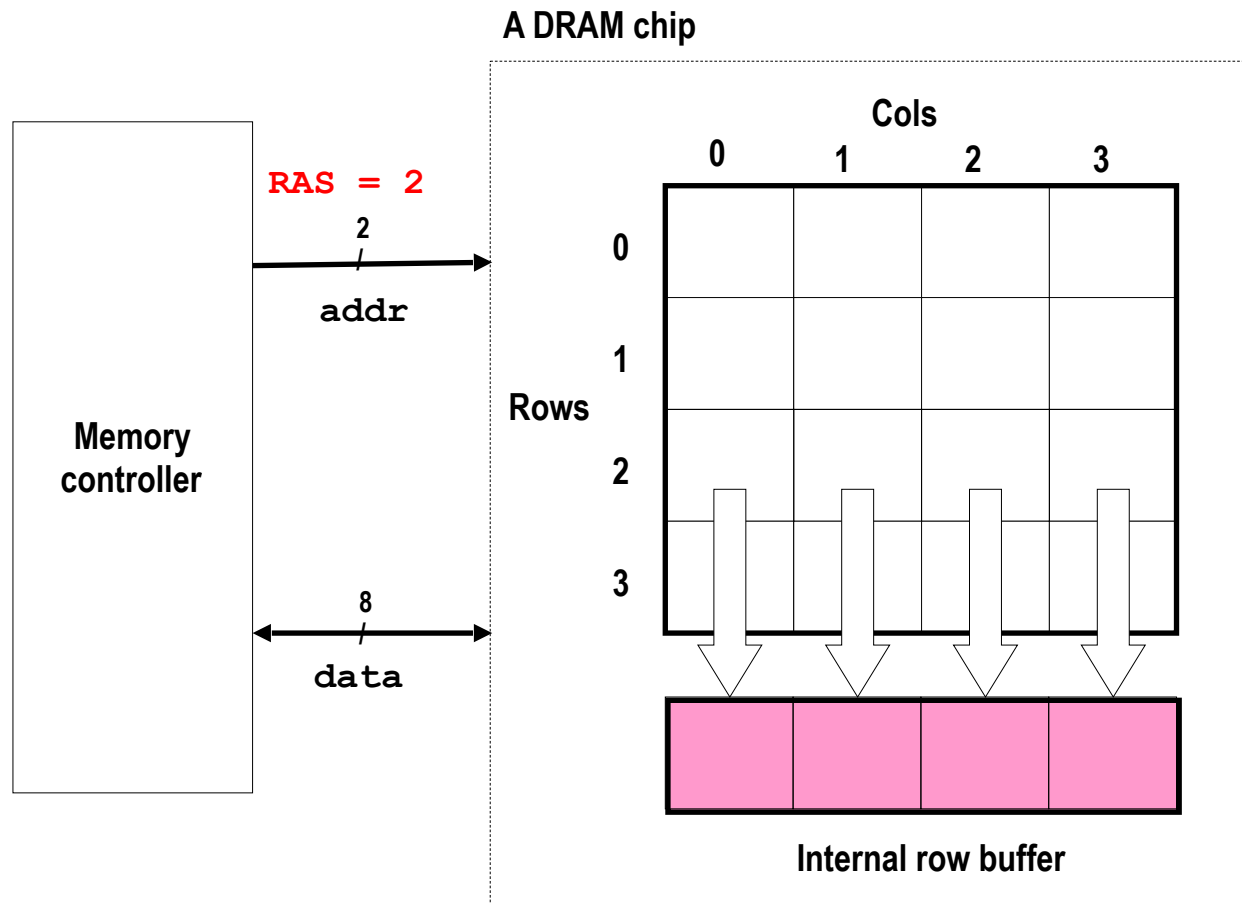 A DRAM chip
Cols
0 1 2 3
RAS = 2
2
addr
0
1
Rows
2
3
Memory
controller
8
data
Internal row buffer